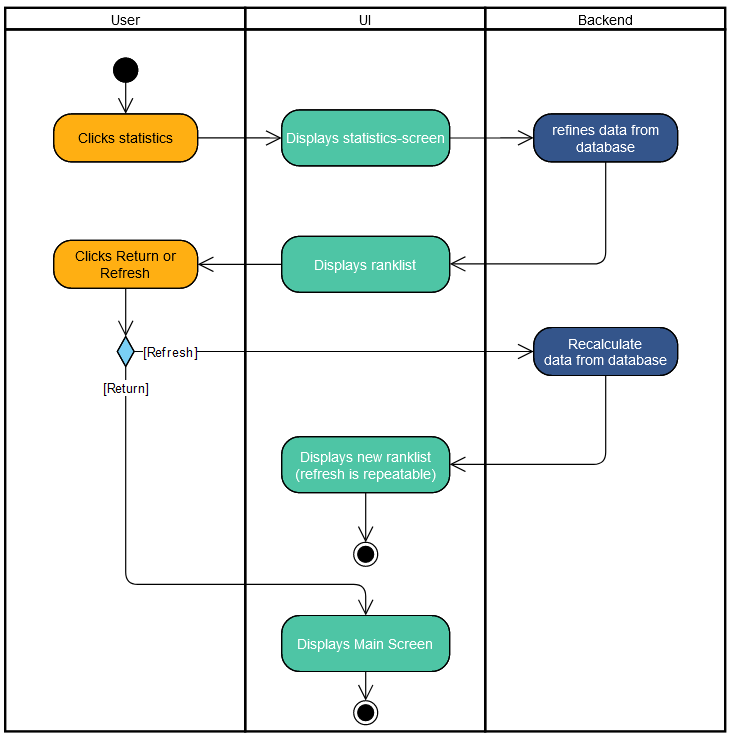 User
UI
Backend
Clicks statistics
Displays statistics-screen
refines data from
database
Clicks Return or
Refresh
Displays ranklist
[Refresh]
Recalculate
data from database
[Return]
Displays new ranklist
(refresh is repeatable)
Displays Main Screen